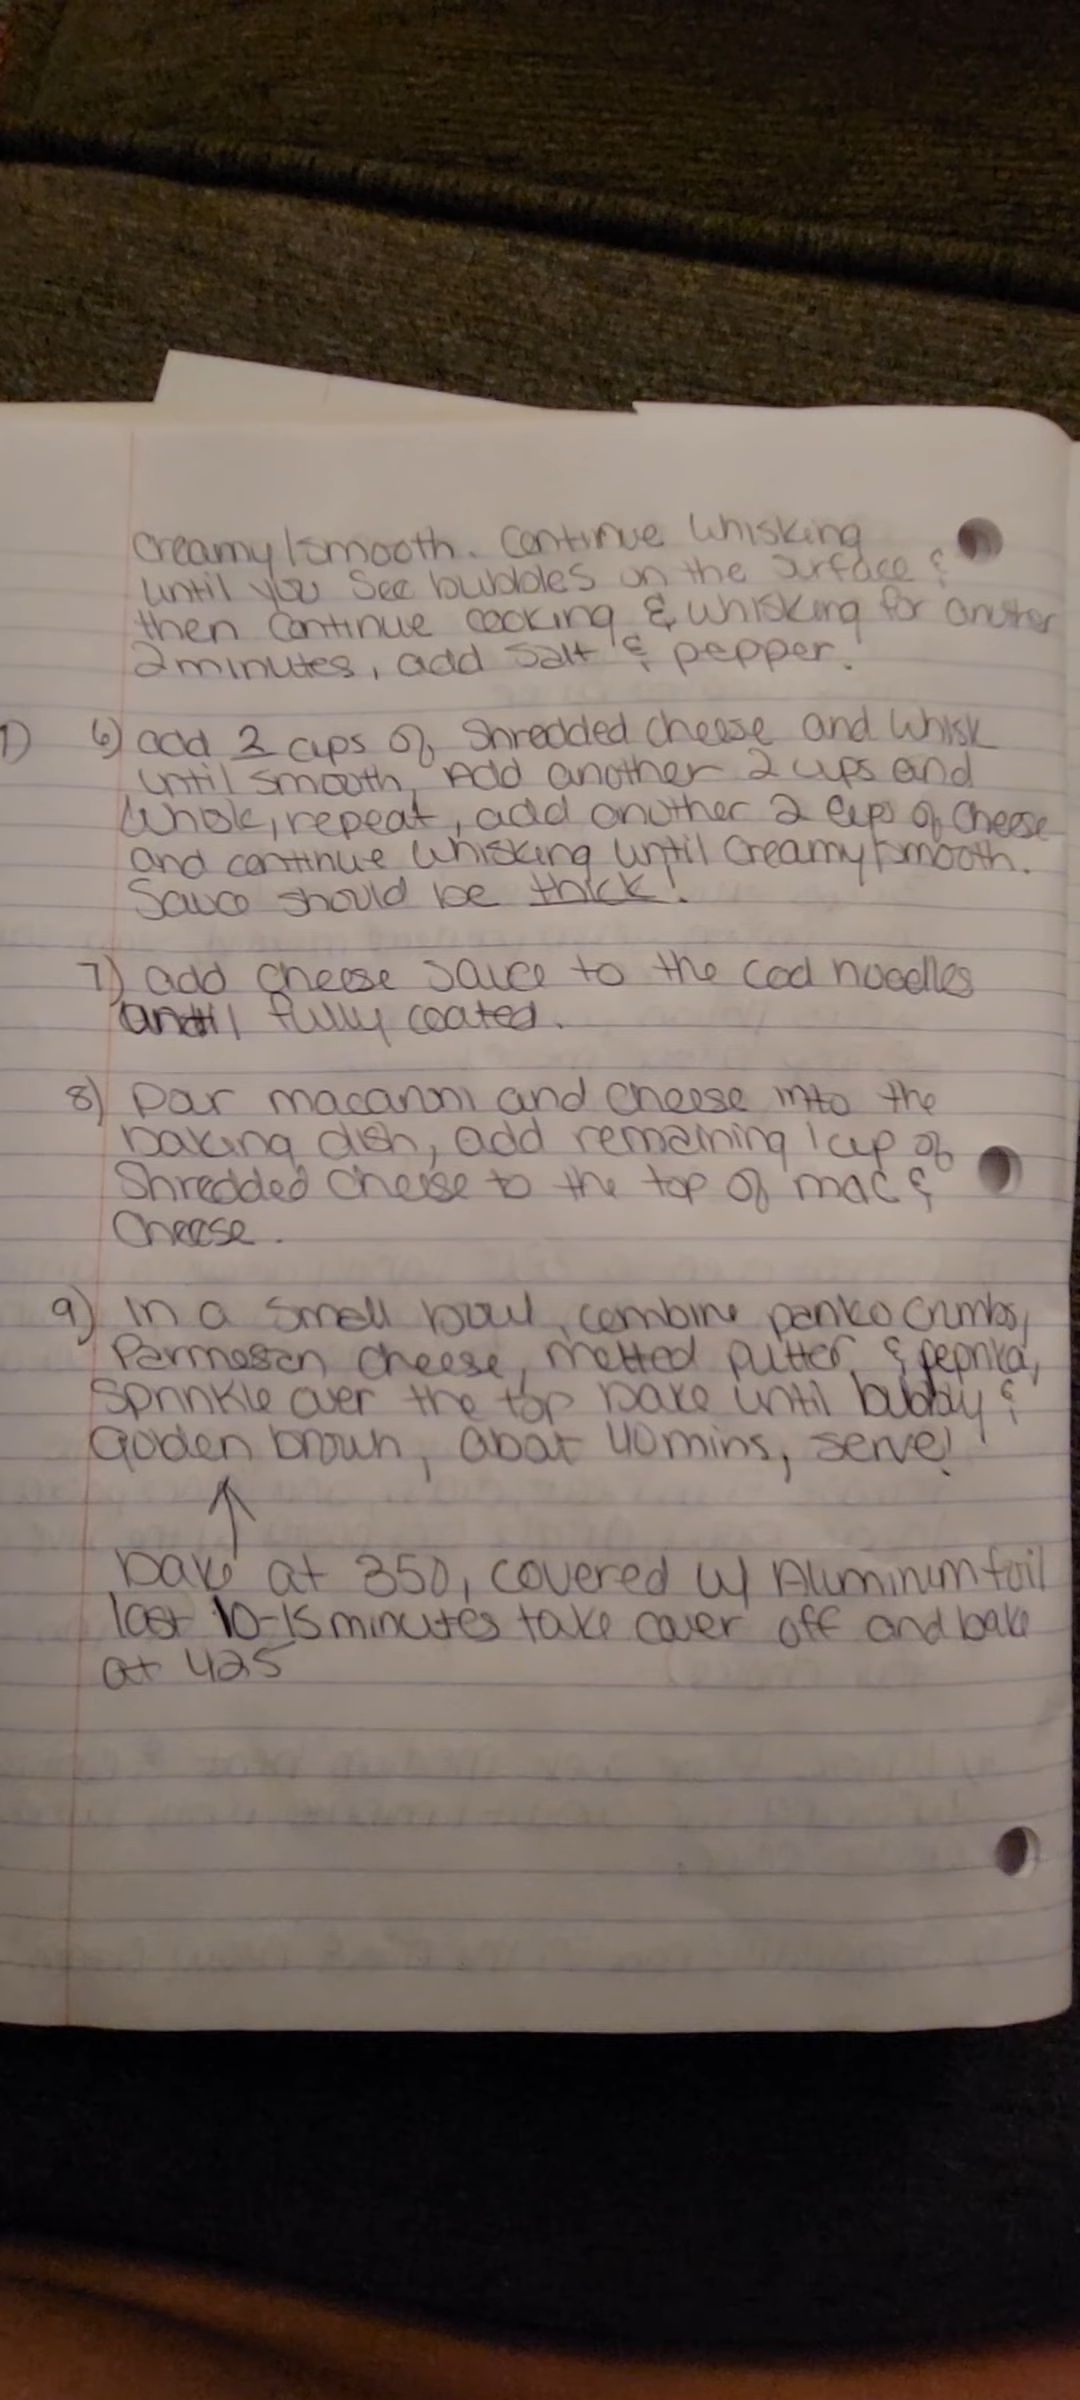 creamy/smooth. Continue whisking
until you see bubbles on the surface &
then continue cooking & whisking for another
2 minutes, add salt & pepper.
1) 6) add 2 cups of shredded cheese and whisk
until smooth, Add another 2 cups and
whisk, repeat, add another 2 cups of cheese
and continue whisking until creamy/smooth.
Sauce should be thick!
7) add cheese sauce to the cool noodles
until fully coated.
8) Pour macaroni and cheese into the
baking dish, add remaining 1 cup of
Shredded cheese to the top of mac &
Cheese.
9) In a small bowl, combine panko crumbs,
Parmesan cheese, melted butter & paprika,
Sprinkle over the top bake until bubbly &
Golden brown, about 40 mins, serve!
↑
bake at 350, covered w/ Aluminum foil
last 10-15 minutes take cover off and bake
at 425